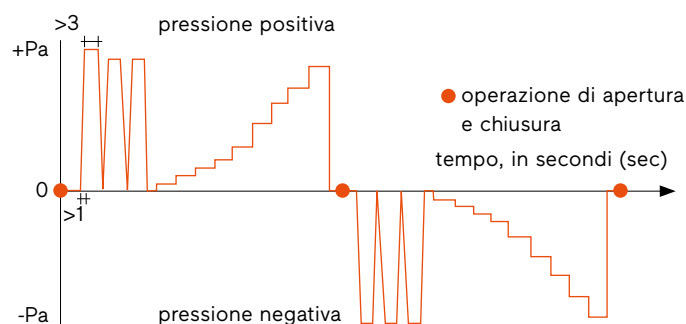 >3
pressione positiva
+Pa
operazione di apertura
e chiusura
tempo, in secondi (sec)
0
>1
-Pa
pressione negativa